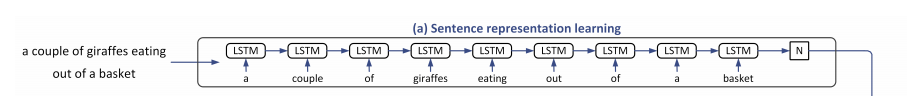 (a) Sentence representation learning
a couple of giraffes eating
out of a basket
LSTM LSTM LSTM LSTM LSTM LSTM LSTM LSTM LSTM N
a couple of giraffes eating out of a basket